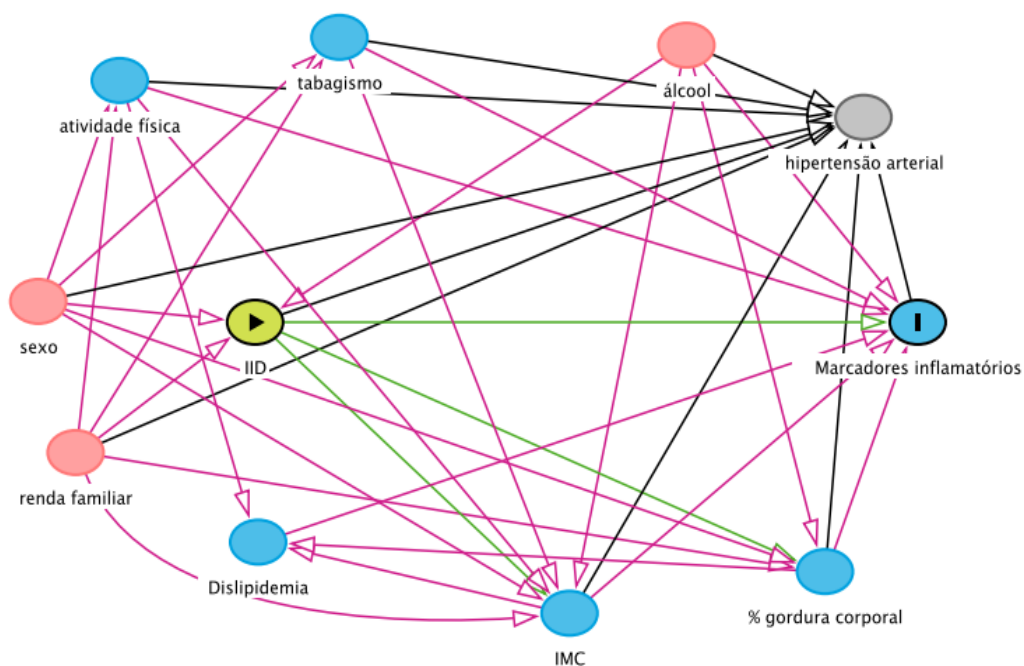 tabagismo
álcool
atividade física
hipertensão arterial
sexo
IID
Marcadores inflamatórios
renda familiar
Dislipidemia
% gordura corporal
IMC